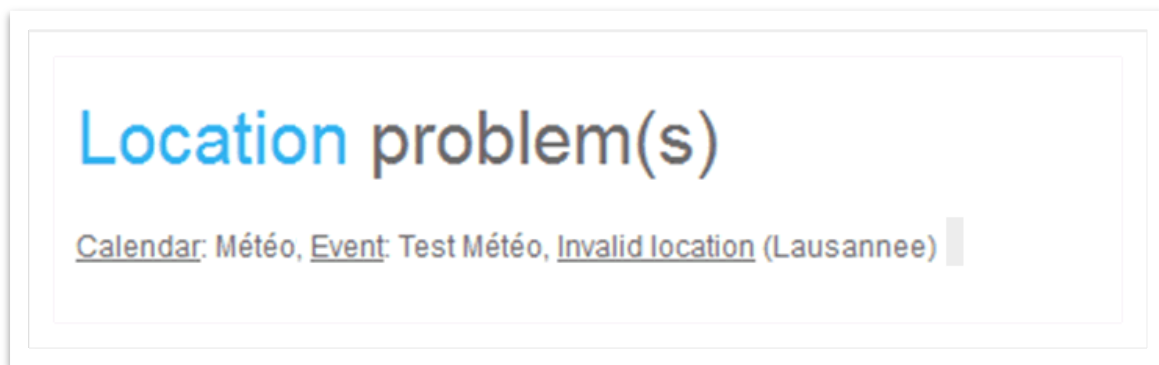 Location problem(s)
Calendar: Météo, Event: Test Météo, Invalid location (Lausannee)